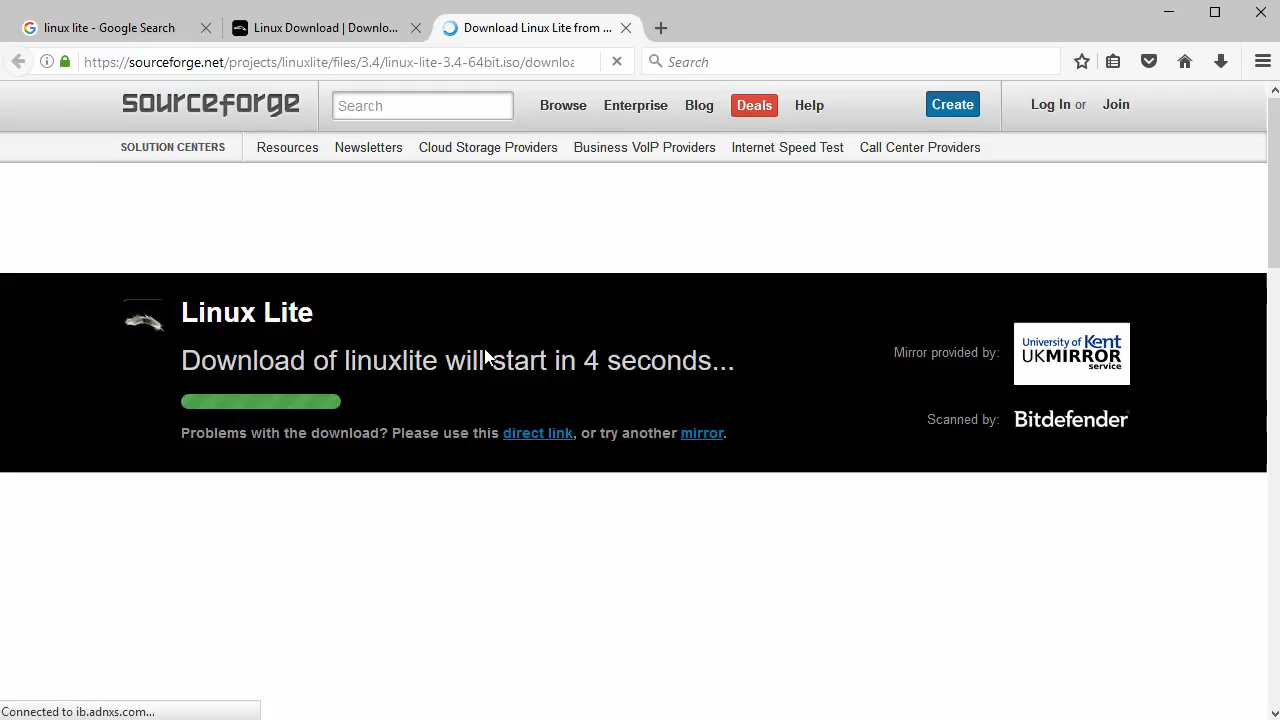 linux lite - Google Search
Linux Download | Downlo...
Download Linux Lite from ...
https://sourceforge.net/projects/linuxlite/files/3.4/linux-lite-3.4-64bit.iso/downloa
Search
sourceforge
Search
Browse
Enterprise
Blog
Deals
Help
Create
Log In or Join
SOLUTION CENTERS
Resources
Newsletters
Cloud Storage Providers
Business VoIP Providers
Internet Speed Test
Call Center Providers
Linux Lite
Download of linuxlite will start in 4 seconds...
Mirror provided by:
University of Kent
UKMIRROR
service
Scanned by:
Bitdefender
Problems with the download? Please use this direct link, or try another mirror.
Connected to ib.adnxs.com...